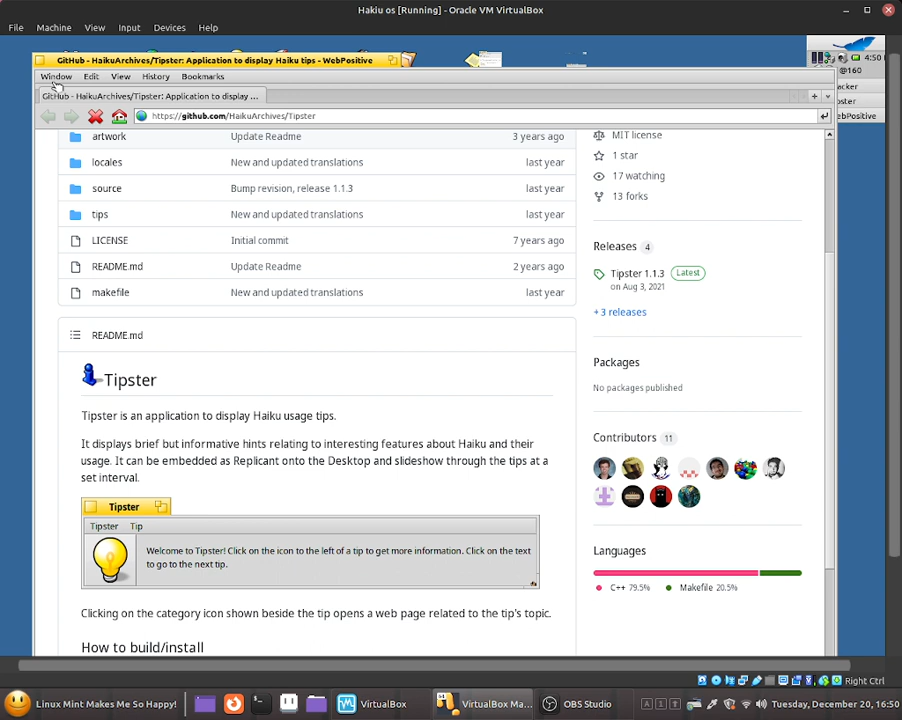 Hakiu os [Running] - Oracle VM VirtualBox
File Machine View Input Devices Help
GitHub - HaikuArchives/Tipster: Application to display Haiku tips - WebPositive
4:50
Window Edit View History Bookmarks
@160
acker
GitHub - HaikuArchives/Tipster: Application to display ...
oster
https://github.com/HaikuArchives/Tipster
ebPositive
artwork Update Readme 3 years ago
MIT license
locales New and updated translations last year
1 star
17 watching
source Bump revision, release 1.1.3 last year
13 forks
tips New and updated translations last year
LICENSE Initial commit 7 years ago
Releases 4
README.md Update Readme 2 years ago
Tipster 1.1.3 Latest
on Aug 3, 2021
makefile New and updated translations last year
+ 3 releases
README.md
Packages
Tipster
No packages published
Tipster is an application to display Haiku usage tips.
It displays brief but informative hints relating to interesting features about Haiku and their
usage. It can be embedded as Replicant onto the Desktop and slideshow through the tips at a
set interval.
Contributors 11
Tipster
Tipster Tip
Welcome to Tipster! Click on the icon to the left of a tip to get more information. Click on the text
to go to the next tip.
Languages
C++ 79.5% Makefile 20.5%
Clicking on the category icon shown beside the tip opens a web page related to the tip's topic.
How to build/install
Right Ctrl
Linux Mint Makes Me So Happy!
VirtualBox
VirtualBox Ma...
OBS Studio
Tuesday, December 20, 16:50